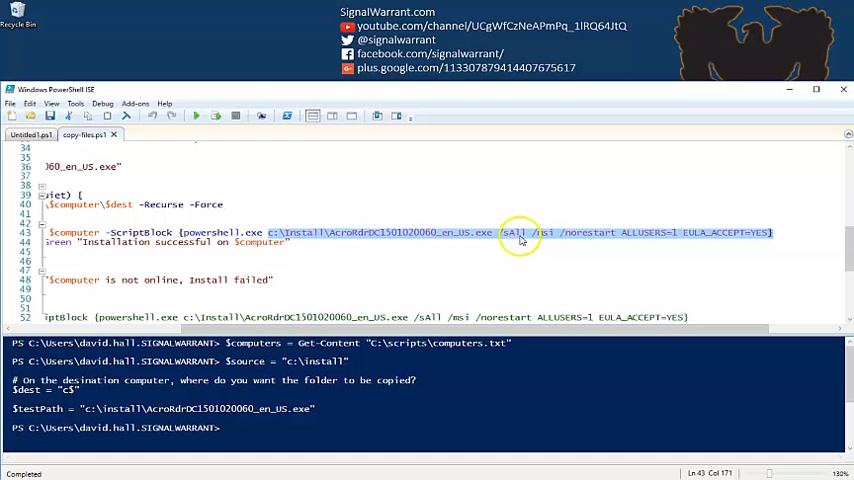 SignalWarrant.com
youtube.com/channel/UCgWfCzNeAPmPq_1lRQ64JtQ
@signalwarrant
facebook.com/signalwarrant/
plus.google.com/113307879414407675617
Recycle Bin
Windows PowerShell ISE
File Edit View Tools Debug Add-ons Help
Untitled1.ps1 copy-files.ps1
34
35
36 060_en_US.exe"
37
38
39 iet) {
40 $computer\$dest -Recurse -Force
41
42
43 $computer -ScriptBlock {powershell.exe c:\Install\AcroRdrDC1501020060_en_US.exe /sAll /msi /norestart ALLUSERS=1 EULA_ACCEPT=YES}
44 Green "Installation successful on $computer"
45
46
47
48 "$computer is not online, Install failed"
49
50
51
52 iptBlock {powershell.exe c:\Install\AcroRdrDC1501020060_en_US.exe /sAll /msi /norestart ALLUSERS=1 EULA_ACCEPT=YES}
PS C:\Users\david.hall.SIGNALWARRANT> $computers = Get-Content "C:\scripts\computers.txt"
PS C:\Users\david.hall.SIGNALWARRANT> $source = "c:\install"
# On the desination computer, where do you want the folder to be copied?
$dest = "c$"
$testPath = "c:\install\AcroRdrDC1501020060_en_US.exe"
PS C:\Users\david.hall.SIGNALWARRANT>
Completed Ln 43 Col 171 130%